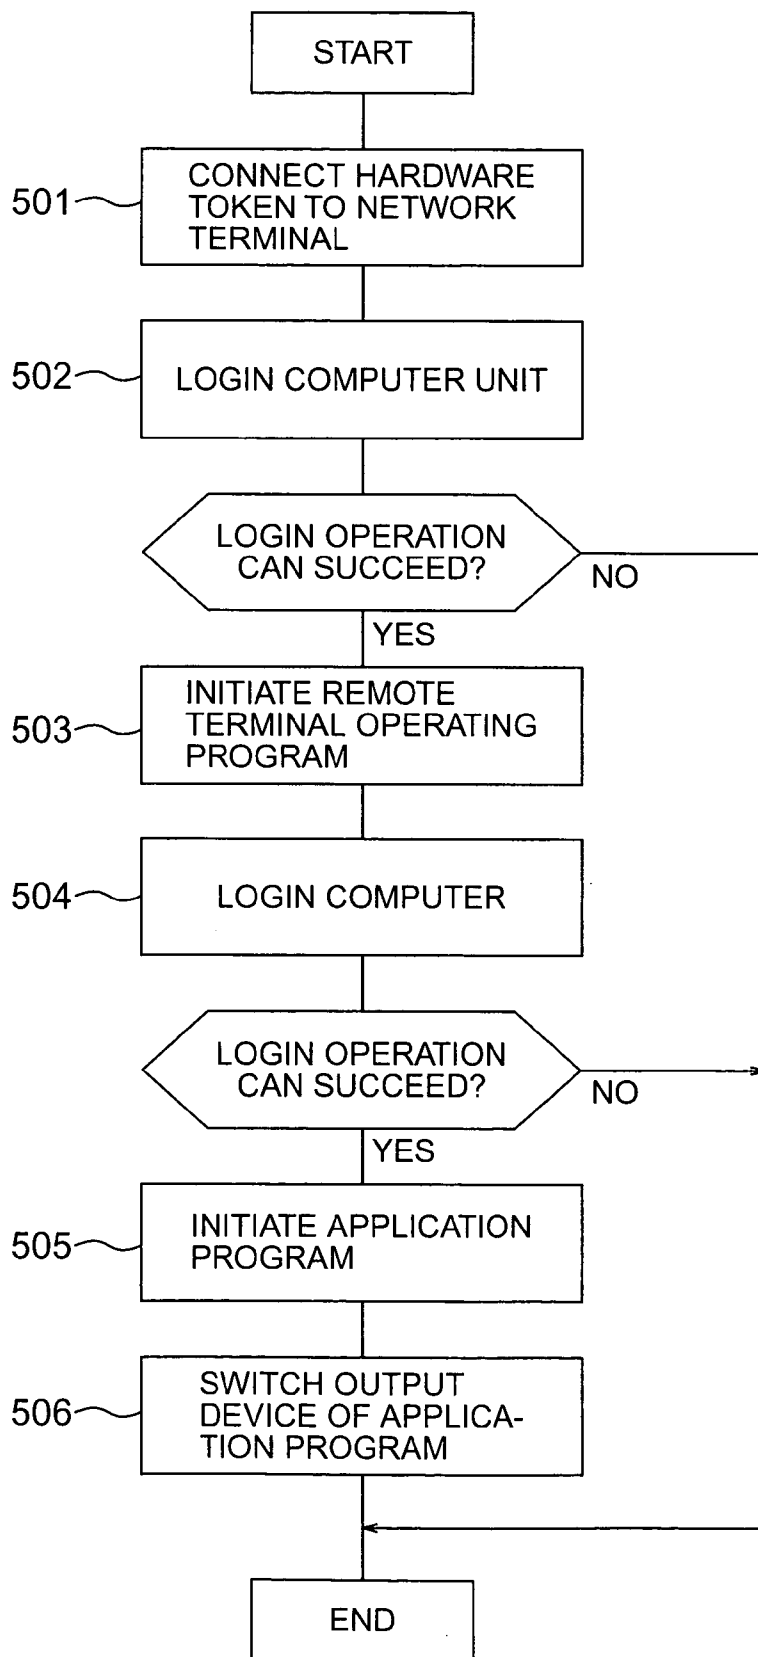 START
501
CONNECT HARDWARE
TOKEN TO NETWORK
TERMINAL
502
LOGIN COMPUTER UNIT
LOGIN OPERATION
CAN SUCCEED?
NO
YES
503
INITIATE REMOTE
TERMINAL OPERATING
PROGRAM
504
LOGIN COMPUTER
LOGIN OPERATION
CAN SUCCEED?
NO
YES
505
INITIATE APPLICATION
PROGRAM
506
SWITCH OUTPUT
DEVICE OF APPLICA-
TION PROGRAM
END